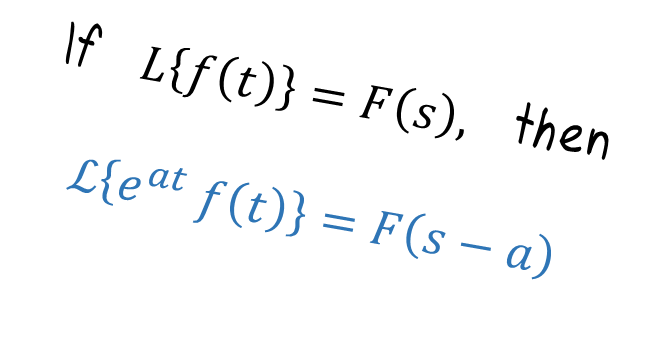 If L{f(t)} = F(s), then
ℒ{e^{at} f(t)} = F(s − a)